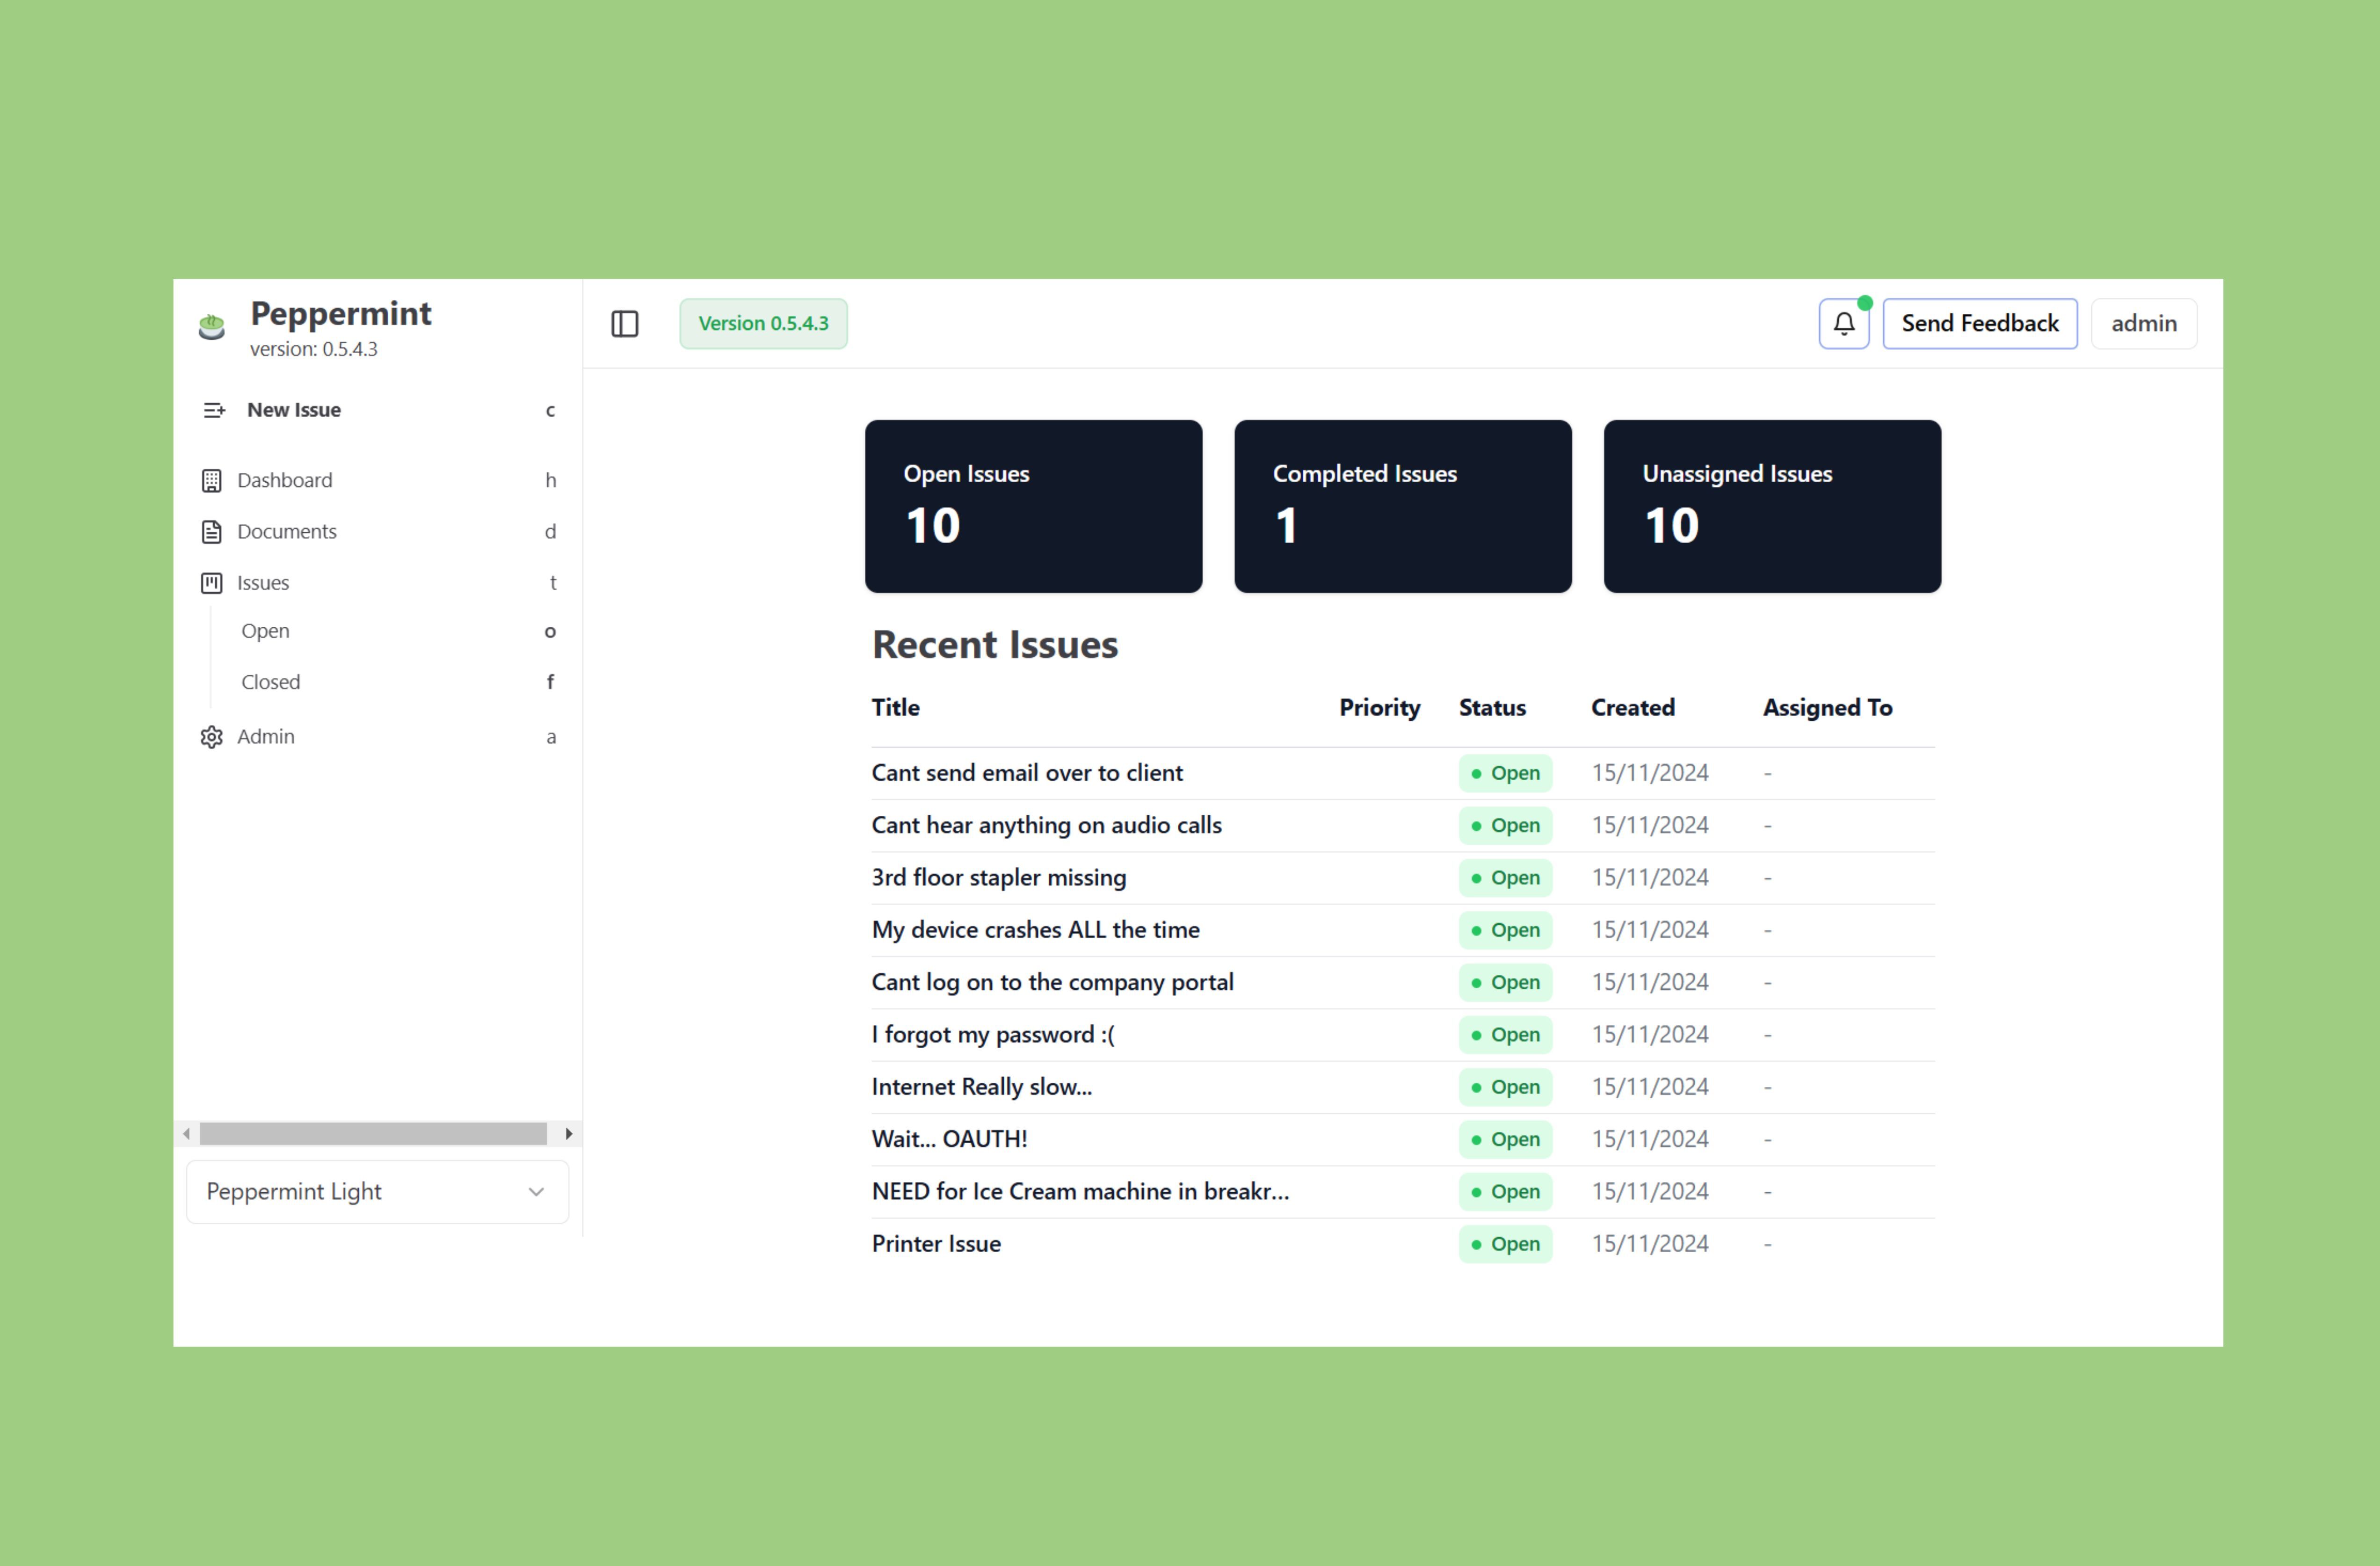 Peppermint
version: 0.5.4.3
New Issue c
Dashboard h
Documents d
Issues t
Open o
Closed f
Admin a
Peppermint Light
Version 0.5.4.3
Send Feedback
admin
Open Issues
10
Completed Issues
1
Unassigned Issues
10
Recent Issues
Title Priority Status Created Assigned To
Cant send email over to client Open 15/11/2024 -
Cant hear anything on audio calls Open 15/11/2024 -
3rd floor stapler missing Open 15/11/2024 -
My device crashes ALL the time Open 15/11/2024 -
Cant log on to the company portal Open 15/11/2024 -
I forgot my password :( Open 15/11/2024 -
Internet Really slow... Open 15/11/2024 -
Wait... OAUTH! Open 15/11/2024 -
NEED for Ice Cream machine in breakr... Open 15/11/2024 -
Printer Issue Open 15/11/2024 -